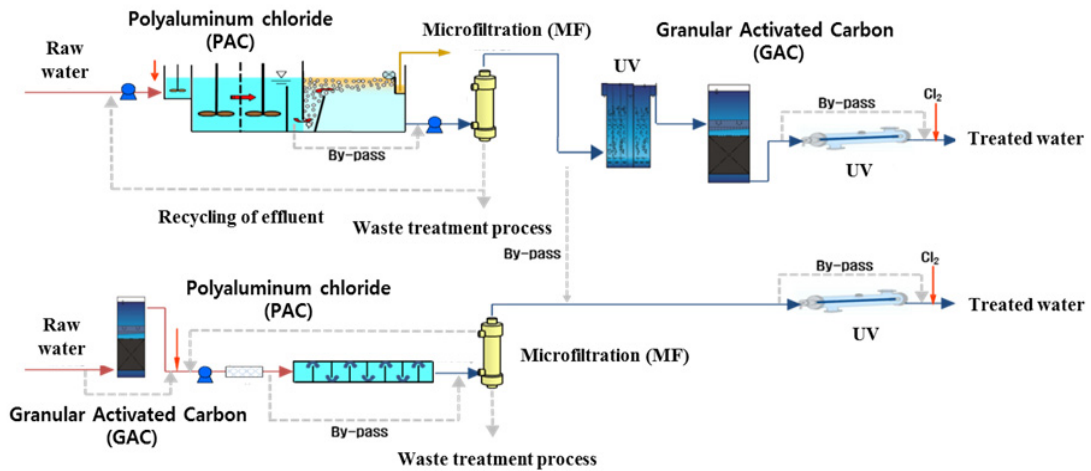 Polyaluminum chloride
(PAC)
Microfiltration (MF)
Granular Activated Carbon
(GAC)
Raw
water
UV
By-pass
Cl2
Treated water
By-pass
UV
Recycling of effluent
Waste treatment process
By-pass
Polyaluminum chloride
(PAC)
By-pass
Cl2
Treated water
Raw
water
UV
Microfiltration (MF)
Granular Activated Carbon
(GAC)
By-pass
Waste treatment process